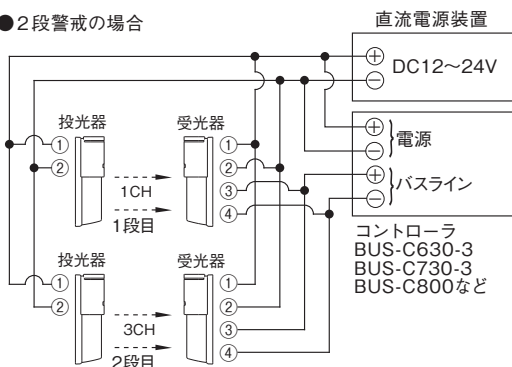 ●2段警戒の場合
直流電源装置
⊕
⊖
DC12～24V
投光器
受光器
①
②
①
②
③
④
1CH
1段目
⊕
⊖
電源
⊕
⊖
バスライン
コントローラ
BUS-C630-3
BUS-C730-3
BUS-C800など
投光器
受光器
①
②
①
②
③
④
3CH
2段目